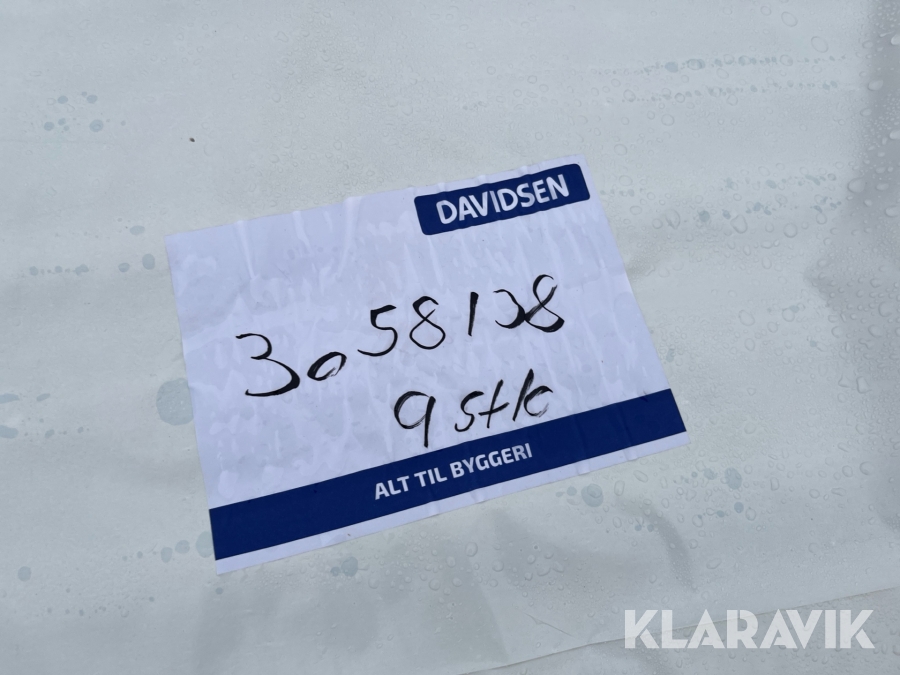 DAVIDSEN
3058138
9 stk
ALT TIL BYGGERI
KLARAVIK